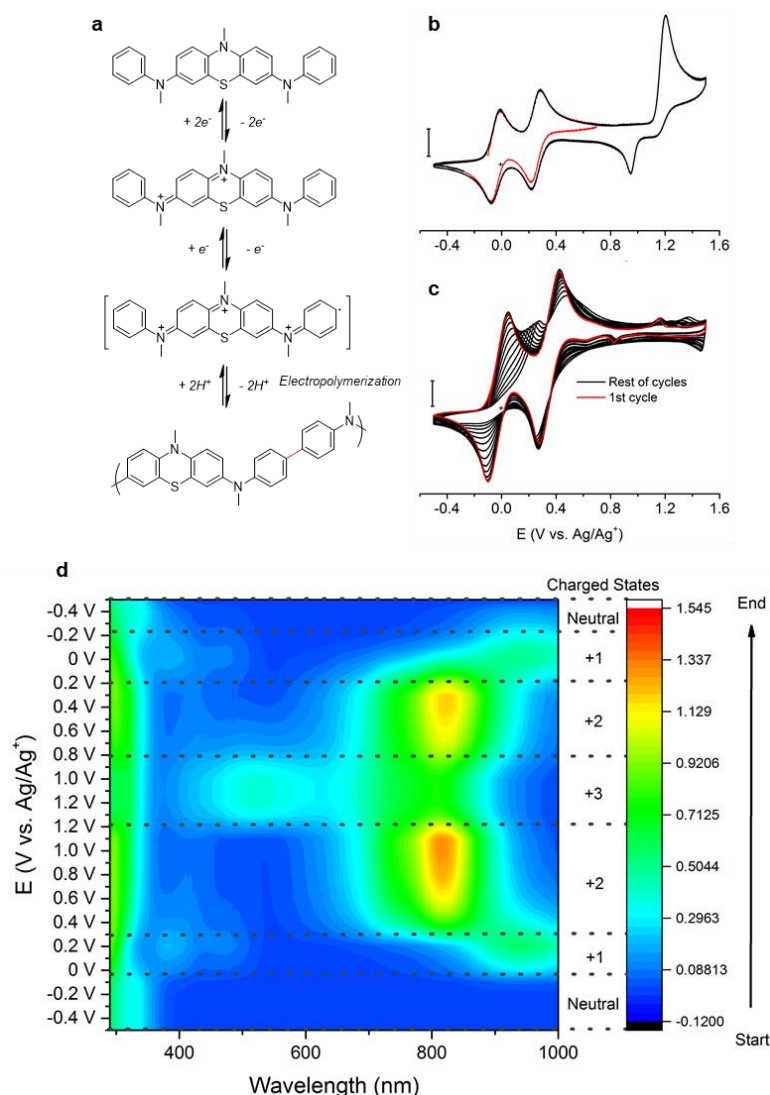 a
N
N
S
N
+ 2e⁻
- 2e⁻
N
+
N
+
S
N
+ e⁻
- e⁻
N
+
N
+
S
N
+
+ 2H⁺
- 2H⁺
Electropolymerization
N
N
S
N
b
+
-0.4 0.0 0.4 0.8 1.2 1.6
c
+
Rest of cycles
1st cycle
-0.4 0.0 0.4 0.8 1.2 1.6
E (V vs. Ag/Ag⁺)
d
Charged States
-0.4 V
-0.2 V
0 V
0.2 V
0.4 V
0.6 V
0.8 V
1.0 V
1.2 V
1.2 V
1.0 V
0.8 V
0.6 V
0.4 V
0.2 V
0 V
-0.2 V
-0.4 V
E (V vs. Ag/Ag⁺)
400 600 800 1000
Wavelength (nm)
Neutral
+1
+2
+3
+2
+1
Neutral
1.545
1.337
1.129
0.9206
0.7125
0.5044
0.2963
0.08813
-0.1200
End
Start